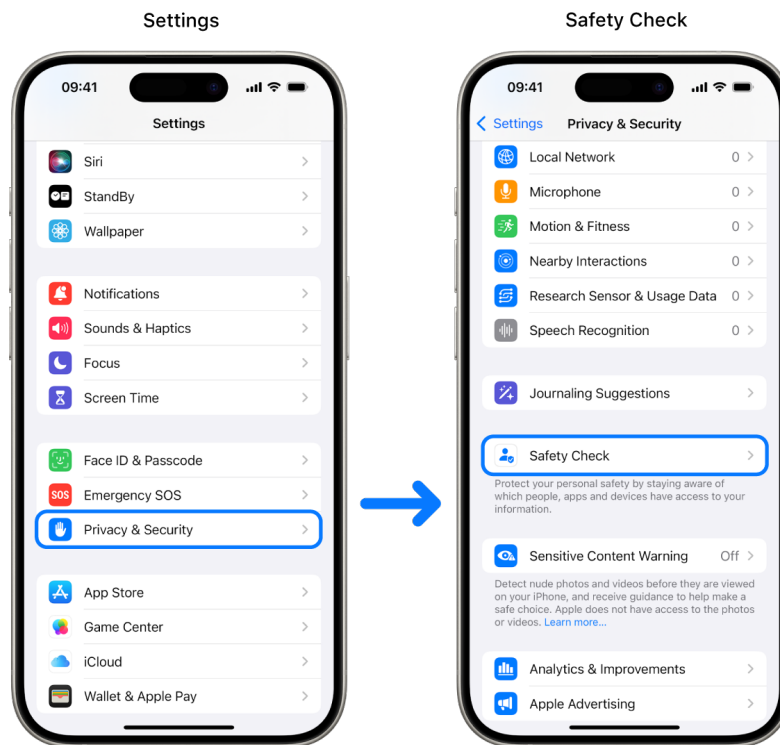 Settings
09:41
Settings
Siri
StandBy
Wallpaper
Notifications
Sounds & Haptics
Focus
Screen Time
Face ID & Passcode
SOS
Emergency SOS
Privacy & Security
App Store
Game Center
iCloud
Wallet & Apple Pay
Safety Check
09:41
Settings
Privacy & Security
Local Network 0
Microphone 0
Motion & Fitness 0
Nearby Interactions 0
Research Sensor & Usage Data 0
Speech Recognition 0
Journaling Suggestions
Safety Check
Protect your personal safety by staying aware of
which people, apps and devices have access to your
information.
Sensitive Content Warning Off
Detect nude photos and videos before they are viewed
on your iPhone, and receive guidance to help make a
safe choice. Apple does not have access to the photos
or videos. Learn more...
Analytics & Improvements
Apple Advertising